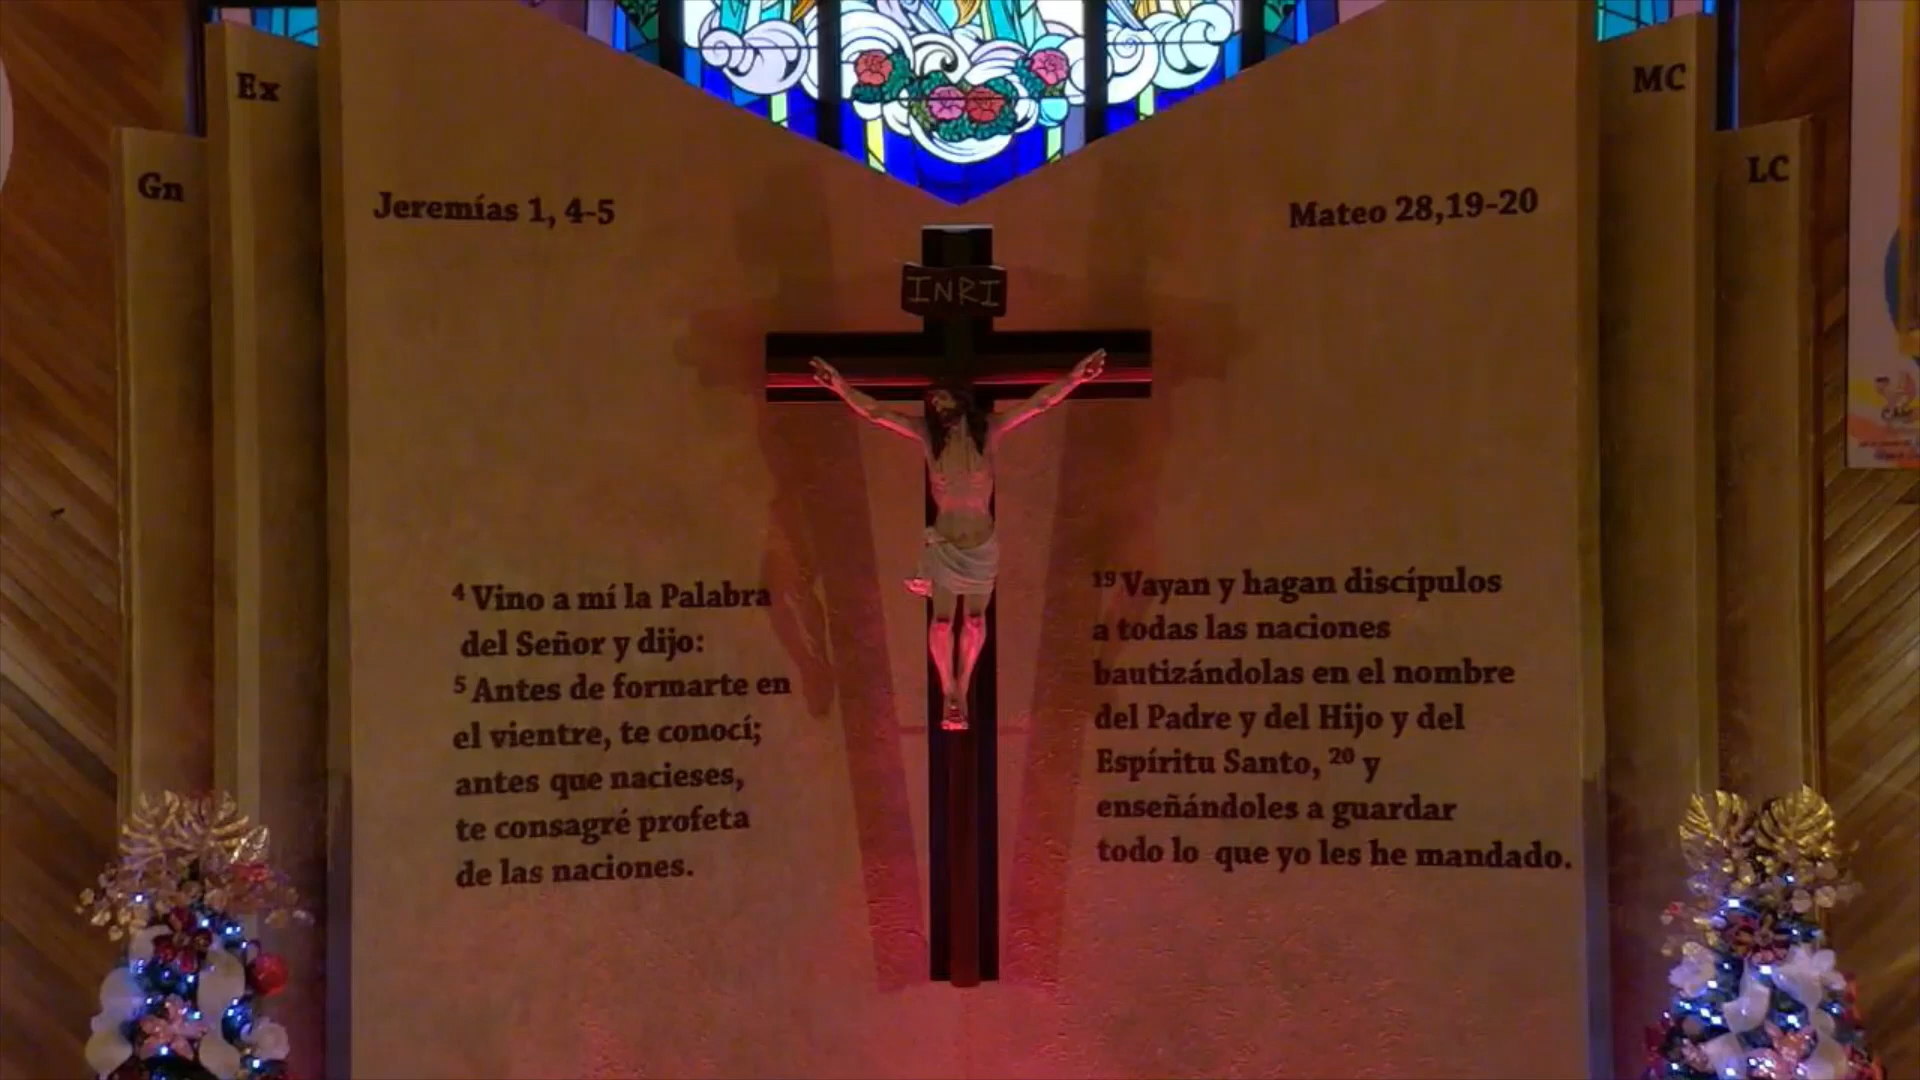 Gn
Ex
MC
LC
Jeremías 1, 4-5
Mateo 28,19-20
INRI
4 Vino a mí la Palabra
del Señor y dijo:
5 Antes de formarte en
el vientre, te conocí;
antes que nacieses,
te consagré profeta
de las naciones.
19 Vayan y hagan discípulos
a todas las naciones
bautizándolas en el nombre
del Padre y del Hijo y del
Espíritu Santo, 20 y
enseñándoles a guardar
todo lo que yo les he mandado.